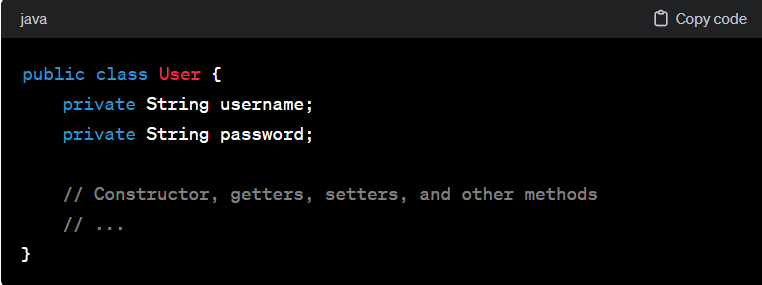 java
Copy code
public class User {
private String username;
private String password;
// Constructor, getters, setters, and other methods
// ...
}